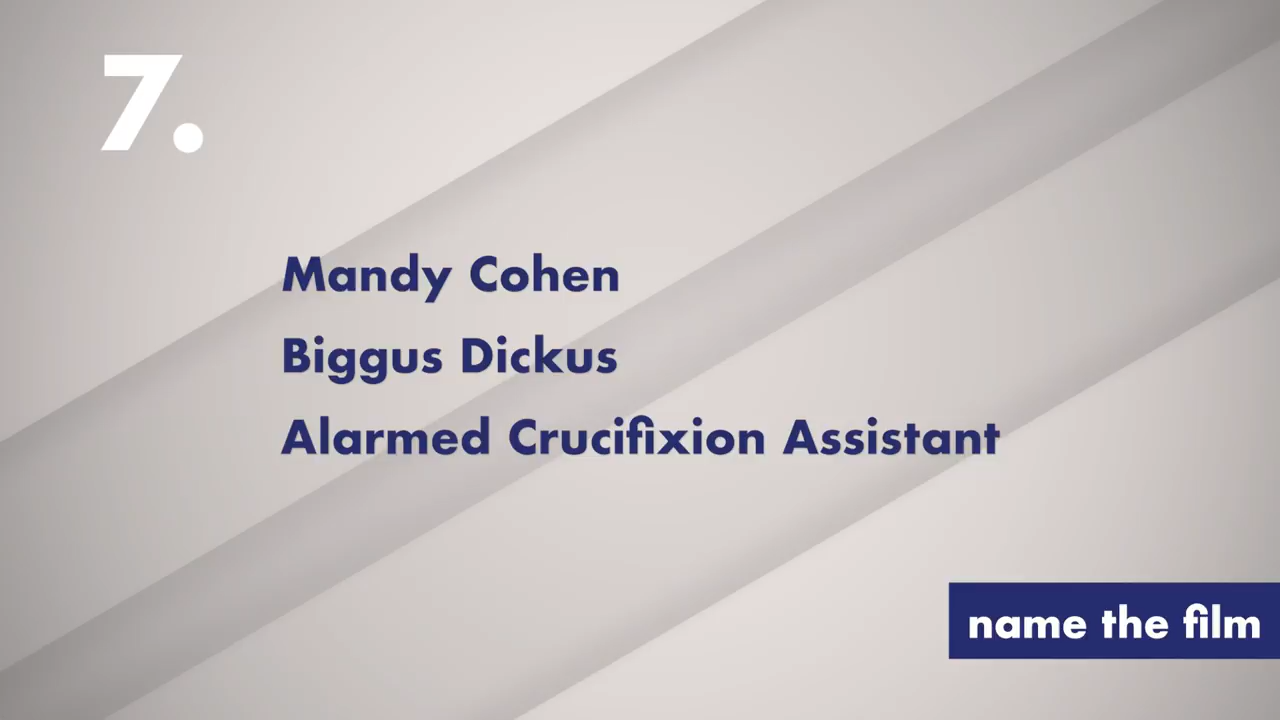 7.
Mandy Cohen
Biggus Dickus
Alarmed Crucifixion Assistant
name the film